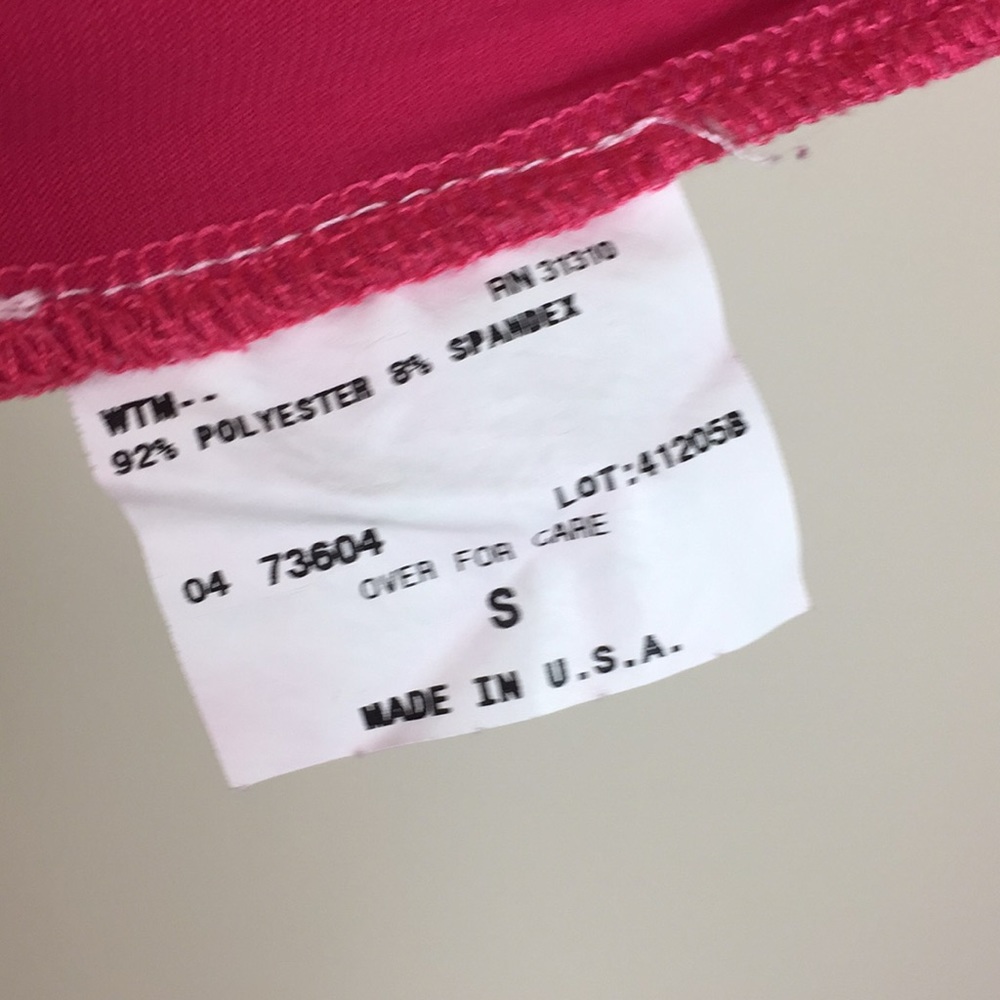 RN 31310
WTM--
92% POLYESTER 8% SPANDEX
LOT:41205B
04 73604
OVER FOR CARE
S
MADE IN U.S.A.